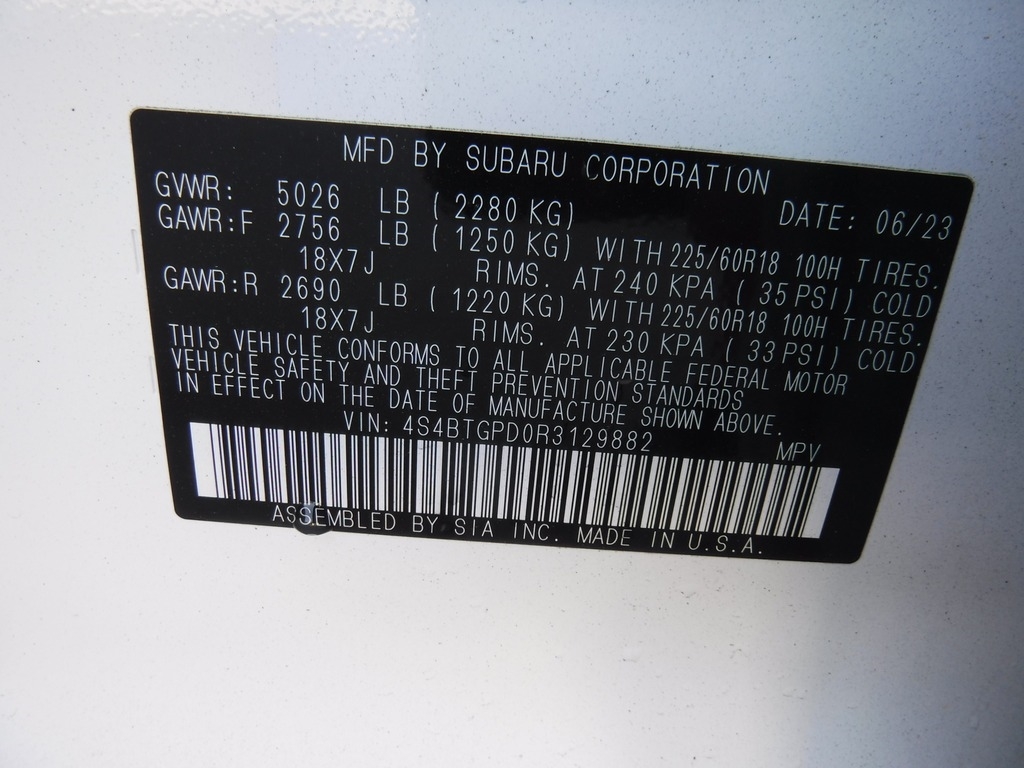 MFD BY SUBARU CORPORATION
GVWR: 5026 LB ( 2280 KG) DATE: 06/23
GAWR:F 2756 LB ( 1250 KG) WITH 225/60R18 100H TIRES.
18X7J RIMS. AT 240 KPA ( 35 PSI) COLD
GAWR:R 2690 LB ( 1220 KG) WITH 225/60R18 100H TIRES.
18X7J RIMS. AT 230 KPA ( 33 PSI) COLD
THIS VEHICLE CONFORMS TO ALL APPLICABLE FEDERAL MOTOR
VEHICLE SAFETY AND THEFT PREVENTION STANDARDS
IN EFFECT ON THE DATE OF MANUFACTURE SHOWN ABOVE.
VIN: 4S4BTGPD0R3129882 MPV
ASSEMBLED BY SIA INC. MADE IN U.S.A.